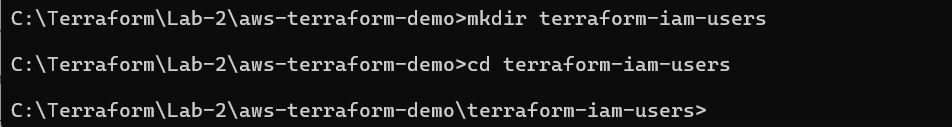 C:\Terraform\Lab-2\aws-terraform-demo>mkdir terraform-iam-users
C:\Terraform\Lab-2\aws-terraform-demo>cd terraform-iam-users
C:\Terraform\Lab-2\aws-terraform-demo\terraform-iam-users>